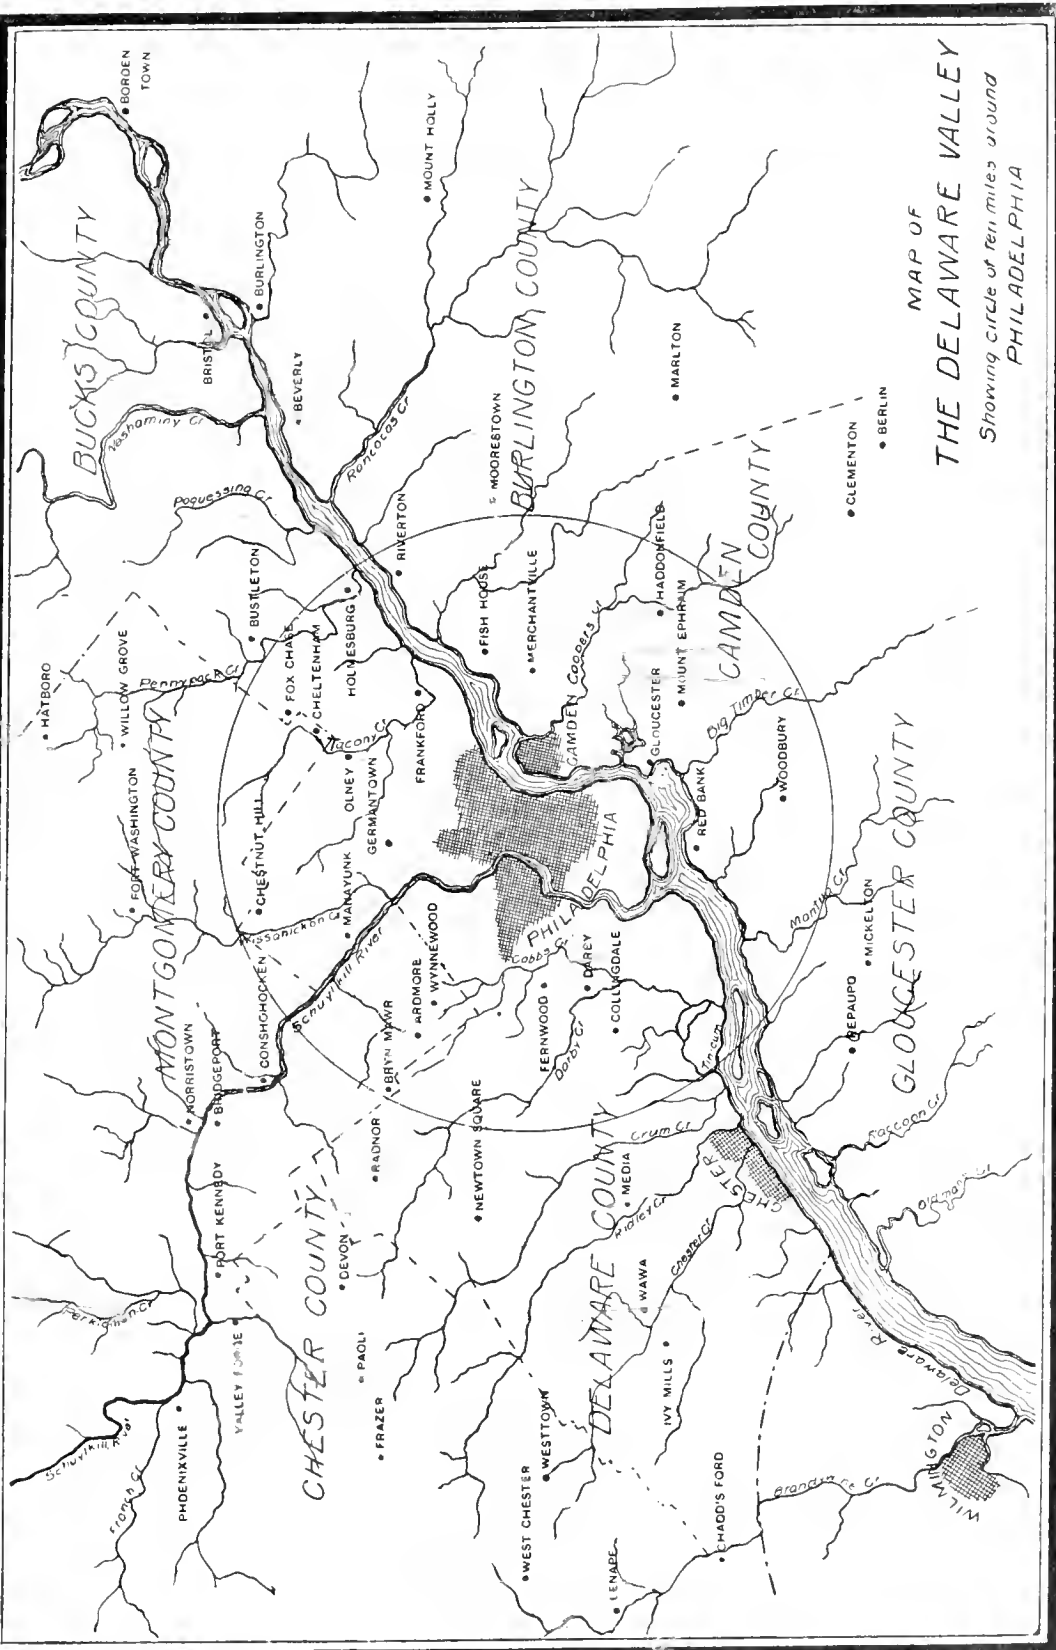 MAP OF
THE DELAWARE VALLEY
Showing circle of ten miles around
PHILADELPHIA
BUCKS COUNTY
MONTGOMERY COUNTY
CHESTER COUNTY
DELAWARE COUNTY
BURLINGTON COUNTY
CAMDEN
COUNTY
GLOUCESTER COUNTY
PHILADELPHIA
CAMDEN
CHESTER
WILMINGTON
BORDEN
TOWN
BURLINGTON
BRISTOL
BEVERLY
MOUNT HOLLY
MARLTON
MOORESTOWN
BERLIN
CLEMENTON
RIVERTON
FISH HOUSE
MERCHANTVILLE
HADDONFIELD
MOUNT EPHRAIM
GLOUCESTER
WOODBURY
RED BANK
MICKELTON
REPAUPO
HATBORO
WILLOW GROVE
FORT WASHINGTON
BUSTLETON
FOX CHASE
CHELTENHAM
HOLMESBURG
FRANKFORD
OLNEY
GERMANTOWN
CHESTNUT HILL
MANAYUNK
CONSHOHOCKEN
NORRISTOWN
BRIDGEPORT
PORT KENNEDY
VALLEY FORGE
PHOENIXVILLE
WYNNEWOOD
ARDMORE
BRYN MAWR
RADNOR
DEVON
PAOLI
FRAZER
NEWTOWN SQUARE
FERNWOOD
DARBY
COLLINGDALE
MEDIA
WAWA
IVY MILLS
WESTTOWN
WEST CHESTER
LENAPE
CHADD'S FORD
Neshaminy Cr
Poquessing Cr
Pennypack Cr
Tacony Cr
Wissahickon Cr
Schuylkill River
Perkiomen Cr
Schuylkill River
French Cr
Rancocas Cr
Coopers Cr
Big Timber Cr
Mantua Cr
Raccoon Cr
Oldmans Cr
Cobbs Cr
Darby Cr
Tinicum
Crum Cr
Ridley Cr
Chester Cr
Brandywine Cr
Delaware River